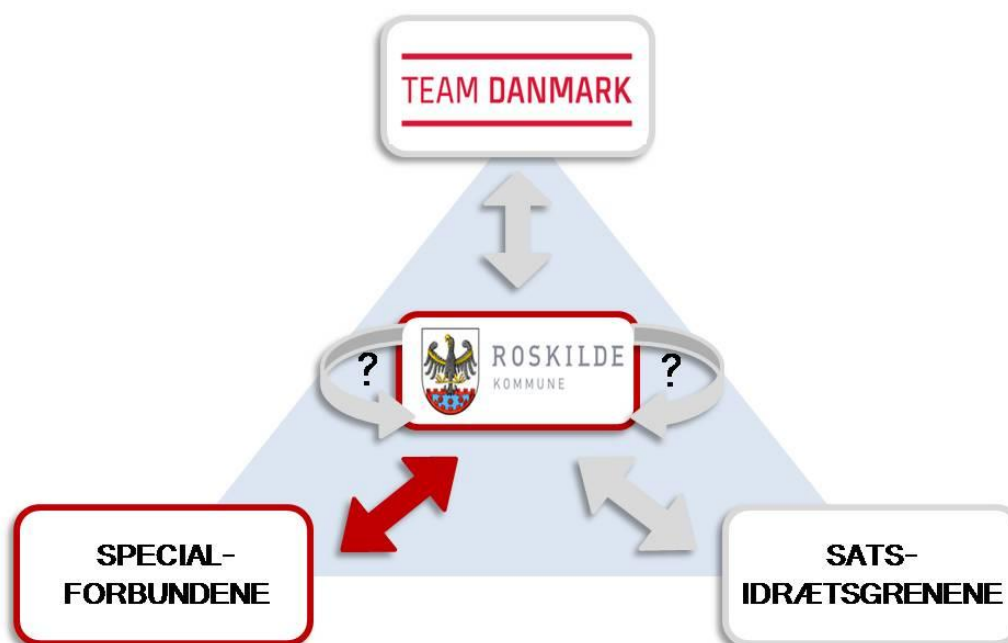 TEAM DANMARK
?
ROSKILDE
KOMMUNE
?
SPECIAL-
FORBUNDENE
SATS-
IDRÆTSGRENENE